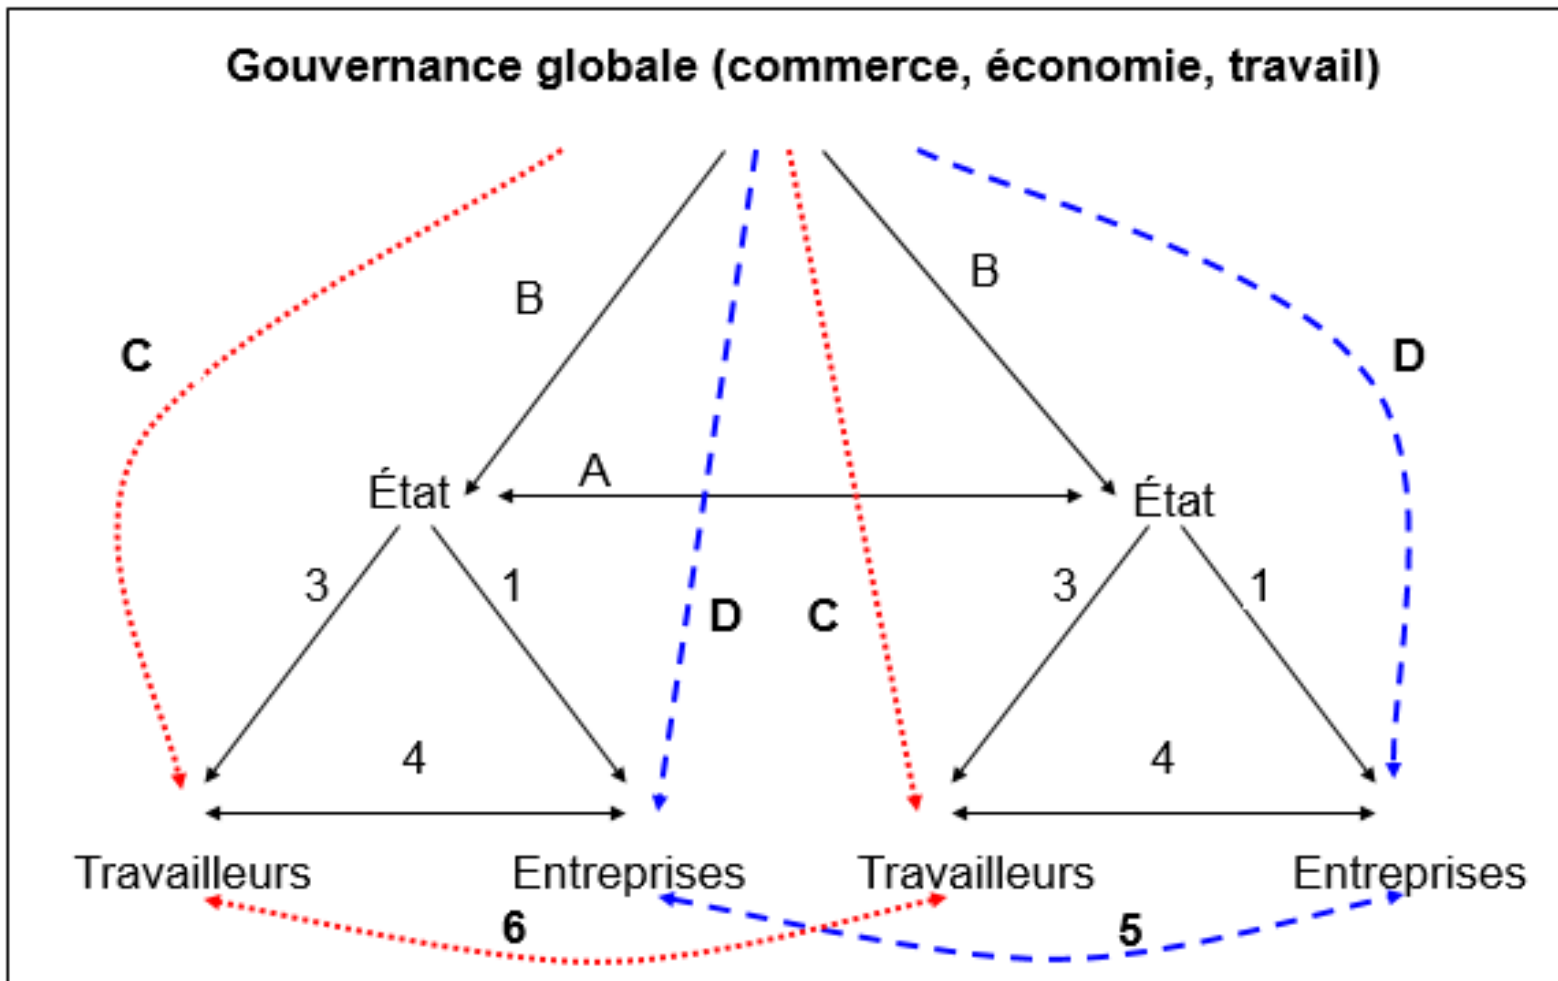 Gouvernance globale (commerce, économie, travail)
B
B
C
D
État
A
État
3
1
D
C
3
1
4
4
Travailleurs
Entreprises
Travailleurs
Entreprises
6
5